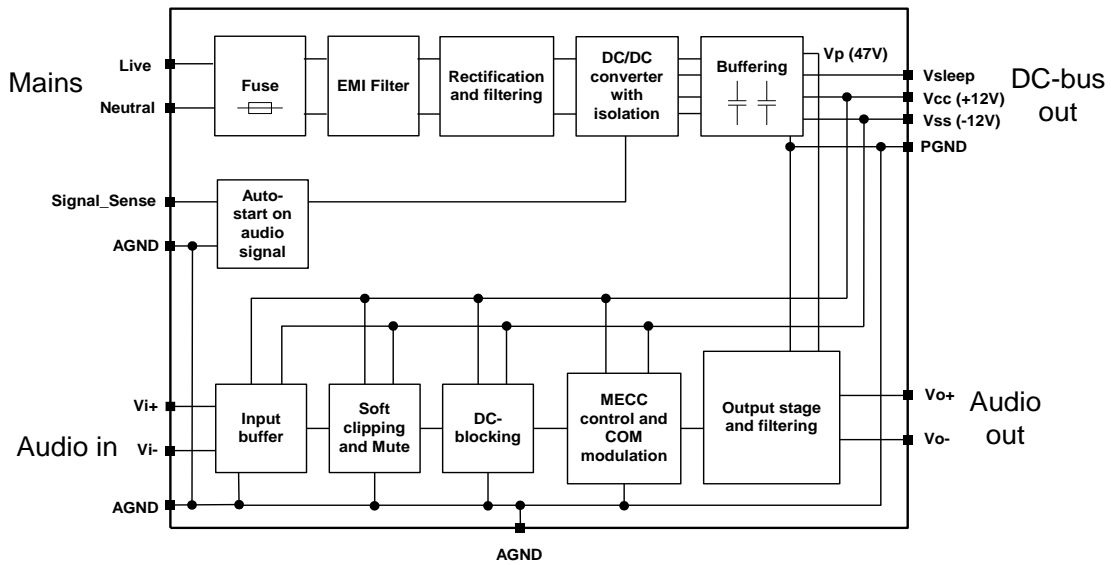 Mains
Live
Neutral
Fuse
EMI Filter
Rectification
and filtering
DC/DC
converter
with
isolation
Buffering
Vp (47V)
Vsleep
Vcc (+12V)
Vss (-12V)
PGND
DC-bus
out
Signal_Sense
AGND
Auto-
start on
audio
signal
Audio in
Vi+
Vi-
AGND
Input
buffer
Soft
clipping
and Mute
DC-
blocking
MECC
control and
COM
modulation
Output stage
and filtering
Vo+
Vo-
Audio
out
AGND